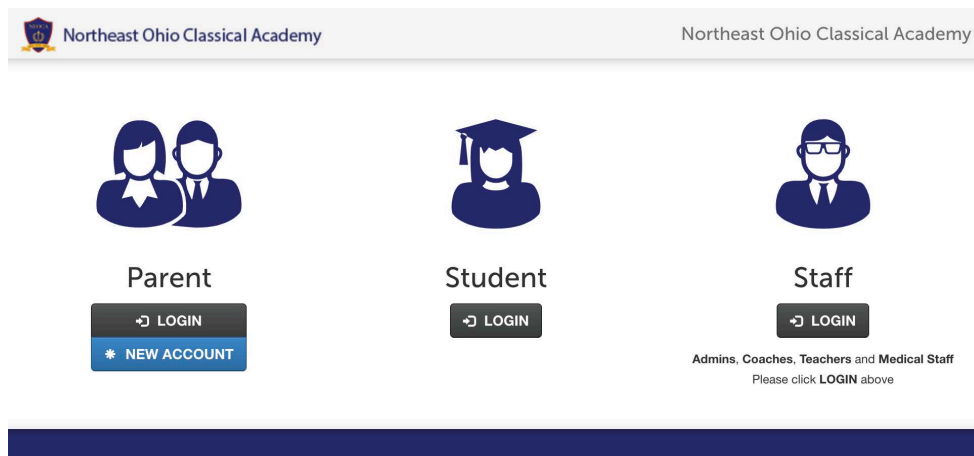 Northeast Ohio Classical Academy
Northeast Ohio Classical Academy
Parent
LOGIN
NEW ACCOUNT
Student
LOGIN
Staff
LOGIN
Admins, Coaches, Teachers and Medical Staff
Please click LOGIN above